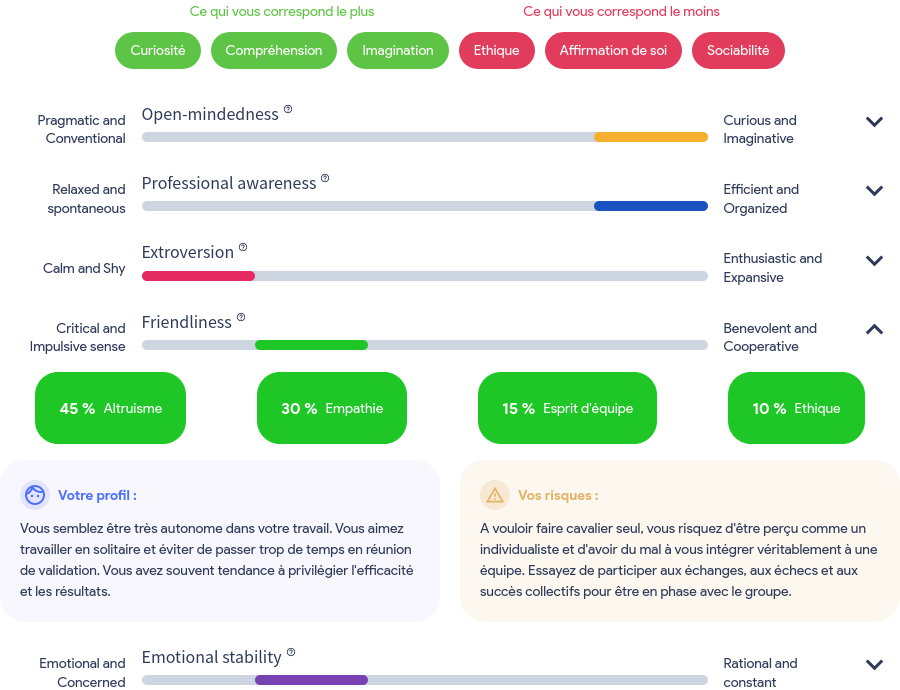 Ce qui vous correspond le plus
Ce qui vous correspond le moins
Curiosité
Compréhension
Imagination
Ethique
Affirmation de soi
Sociabilité
Pragmatic and
Conventional
Open-mindedness
Curious and
Imaginative
Relaxed and
spontaneous
Professional awareness
Efficient and
Organized
Calm and Shy
Extroversion
Enthusiastic and
Expansive
Critical and
Impulsive sense
Friendliness
Benevolent and
Cooperative
45 % Altruisme
30 % Empathie
15 % Esprit d'équipe
10 % Ethique
Votre profil :
Vous semblez être très autonome dans votre travail. Vous aimez
travailler en solitaire et éviter de passer trop de temps en réunion
de validation. Vous avez souvent tendance à privilégier l'efficacité
et les résultats.
Vos risques :
A vouloir faire cavalier seul, vous risquez d'être perçu comme un
individualiste et d'avoir du mal à vous intégrer véritablement à une
équipe. Essayez de participer aux échanges, aux échecs et aux
succès collectifs pour être en phase avec le groupe.
Emotional and
Concerned
Emotional stability
Rational and
constant